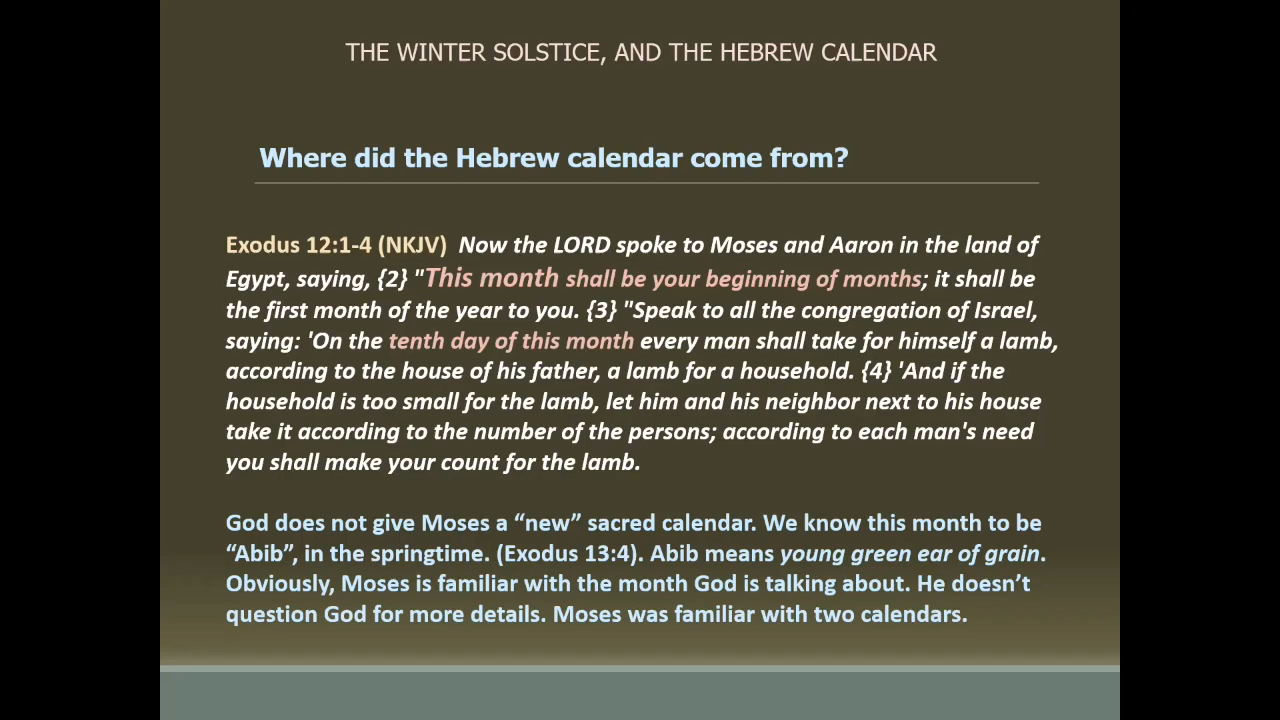 THE WINTER SOLSTICE, AND THE HEBREW CALENDAR
Where did the Hebrew calendar come from?
Exodus 12:1-4 (NKJV) Now the LORD spoke to Moses and Aaron in the land of
Egypt, saying, {2} "This month shall be your beginning of months; it shall be
the first month of the year to you. {3} "Speak to all the congregation of Israel,
saying: 'On the tenth day of this month every man shall take for himself a lamb,
according to the house of his father, a lamb for a household. {4} 'And if the
household is too small for the lamb, let him and his neighbor next to his house
take it according to the number of the persons; according to each man's need
you shall make your count for the lamb.
God does not give Moses a “new” sacred calendar. We know this month to be
“Abib”, in the springtime. (Exodus 13:4). Abib means young green ear of grain.
Obviously, Moses is familiar with the month God is talking about. He doesn’t
question God for more details. Moses was familiar with two calendars.